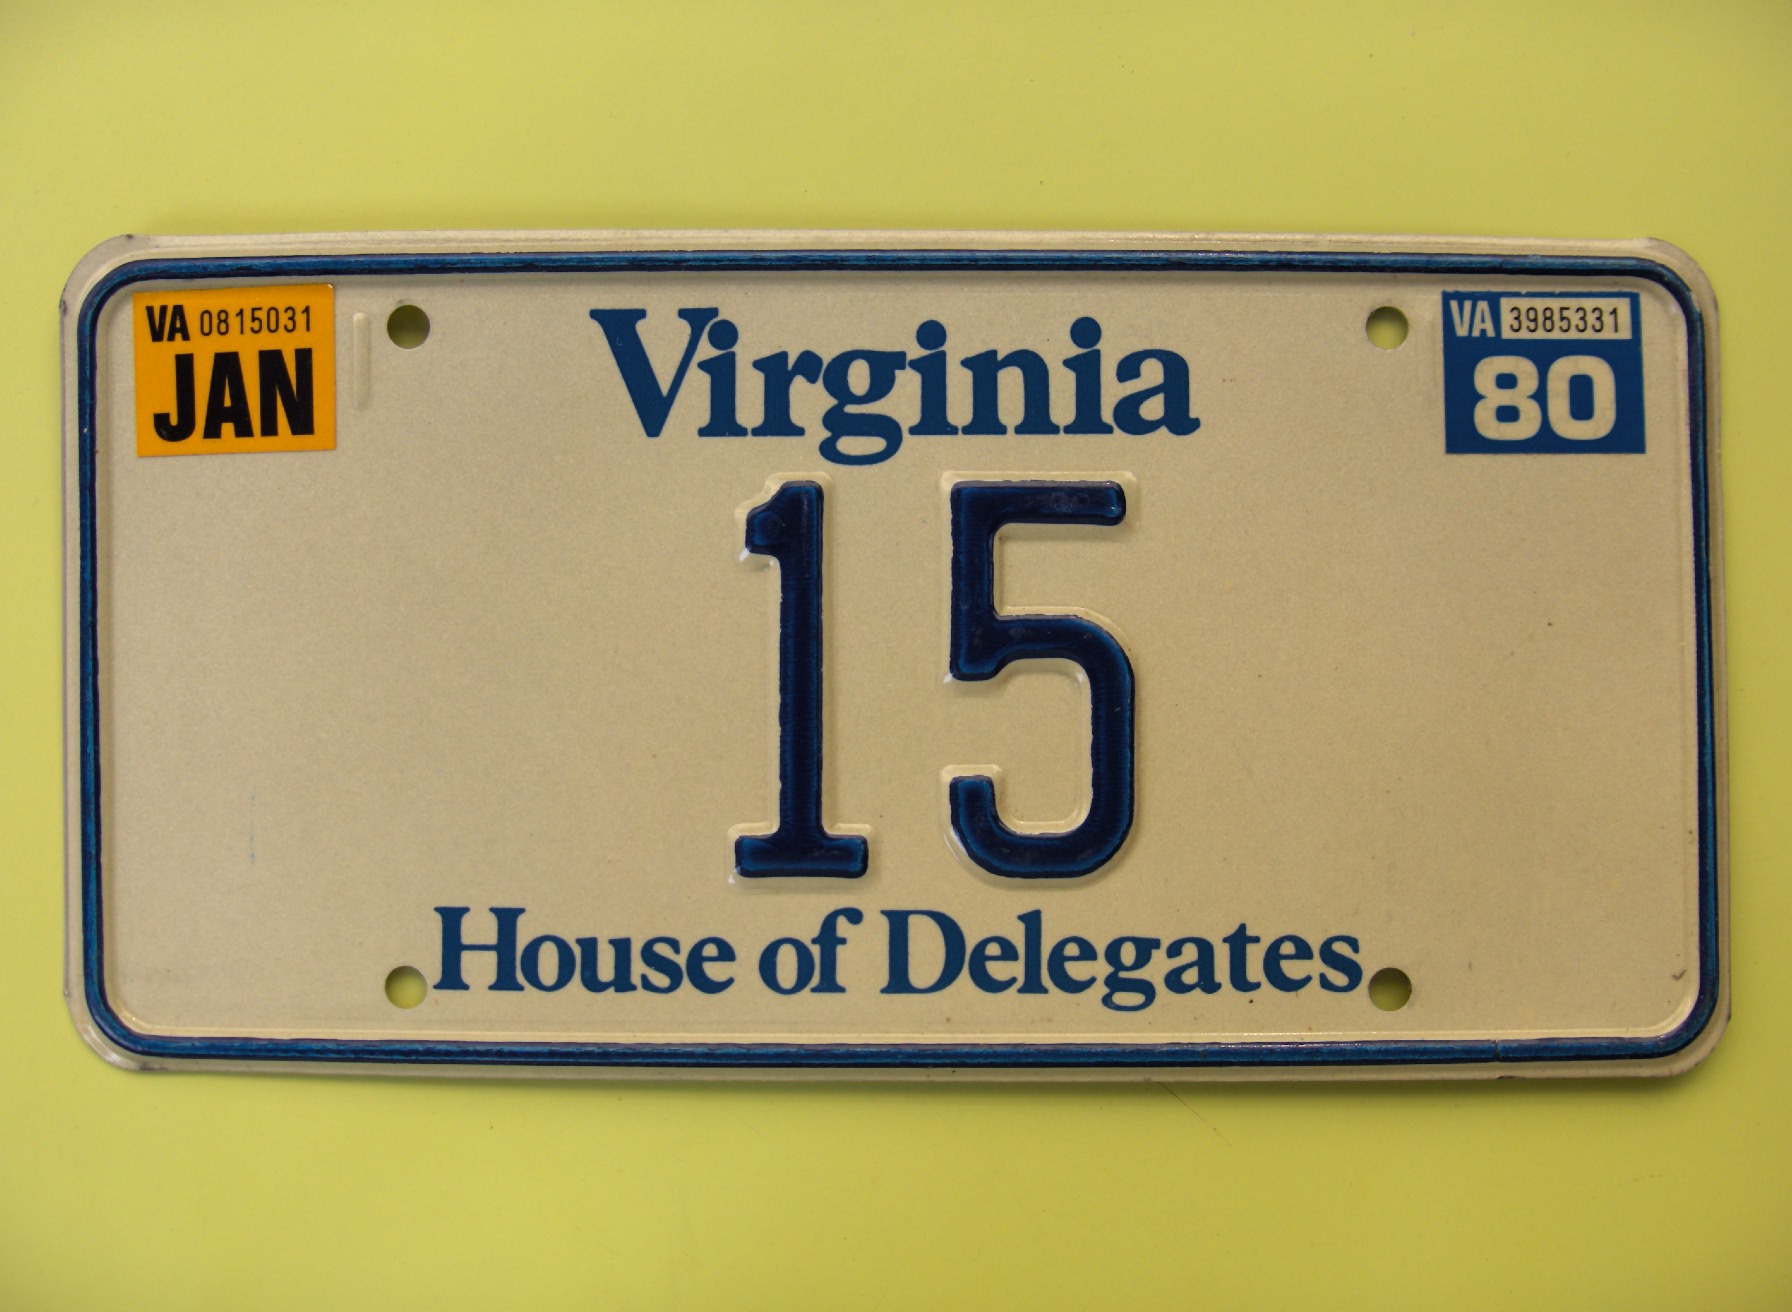 VA 0815031
JAN
Virginia
VA 3985331
80
15
House of Delegates